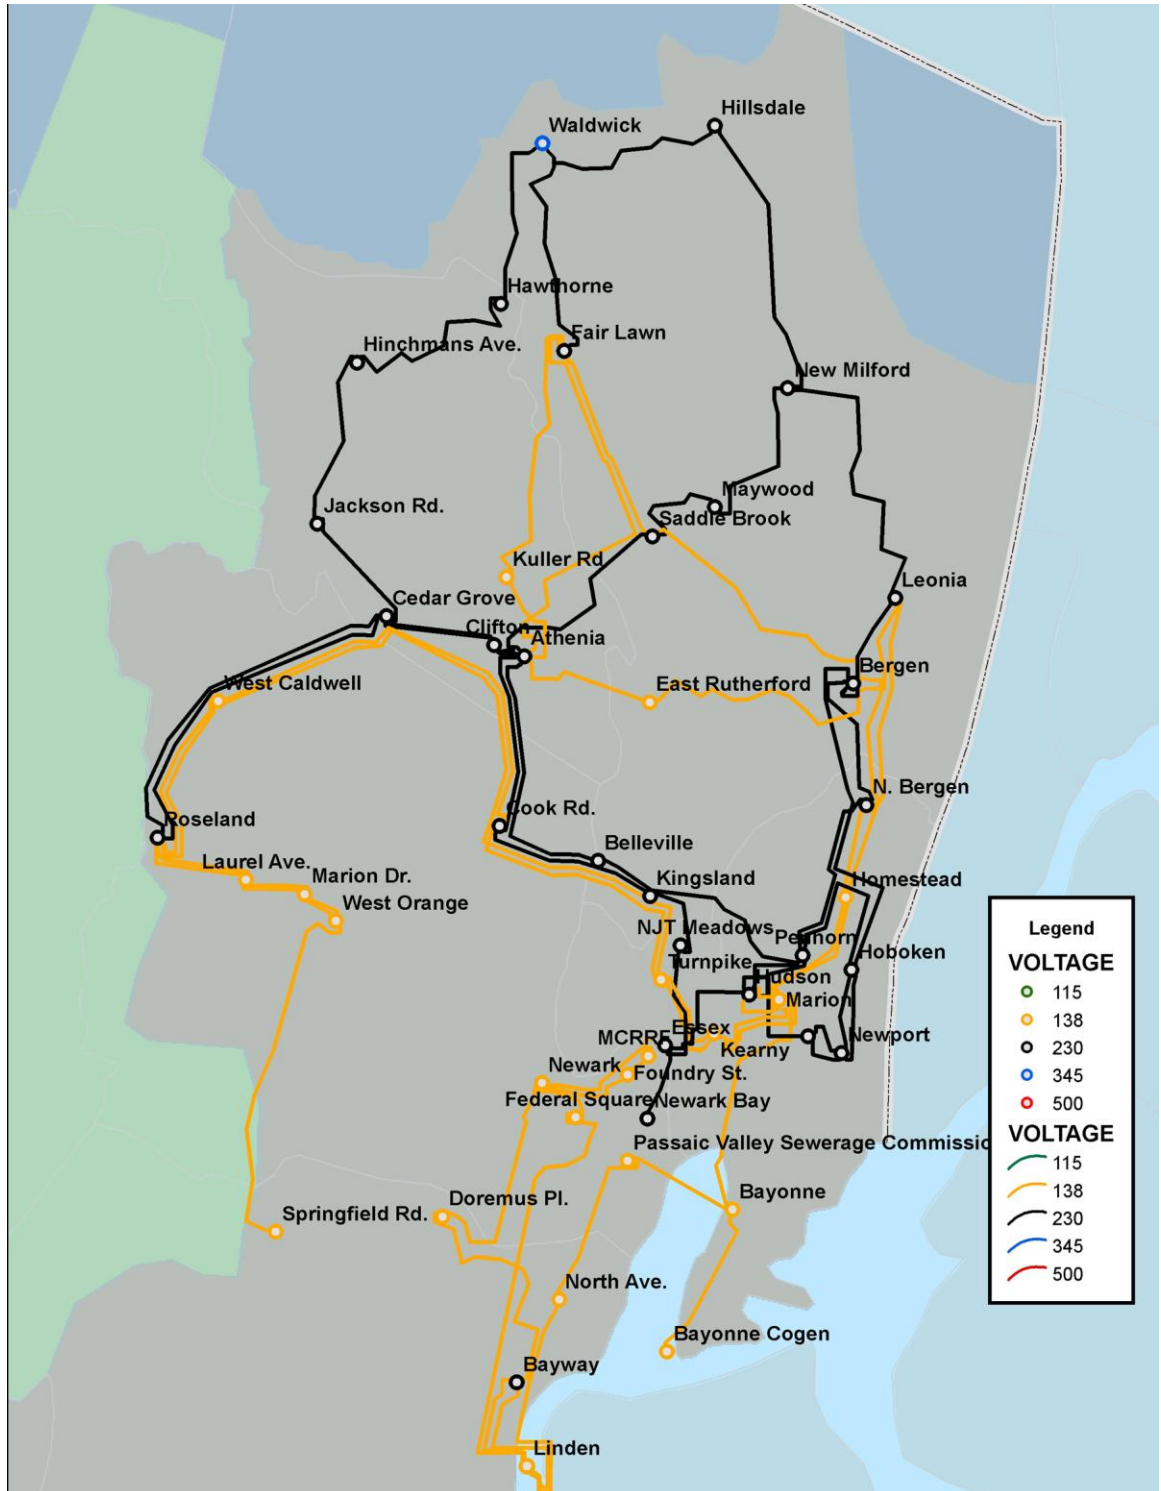 Hillsdale
Waldwick
Hawthorne
Fair Lawn
Hinchmans Ave.
New Milford
Maywood
Jackson Rd.
Saddle Brook
Kuller Rd
Leonia
Cedar Grove
Clifton
Athenia
Bergen
West Caldwell
East Rutherford
N. Bergen
Cook Rd.
Roseland
Belleville
Laurel Ave.
Marion Dr.
Kingsland
Homestead
West Orange
NJT Meadows
Penhorn
Hoboken
Turnpike
Hudson
Marion
Essex
MCRRF
Kearny
Newport
Newark
Foundry St.
Federal Square
Newark Bay
Passaic Valley Sewerage Commissio
Doremus Pl.
Bayonne
Springfield Rd.
North Ave.
Bayonne Cogen
Bayway
Linden
Legend
VOLTAGE
115
138
230
345
500
VOLTAGE
115
138
230
345
500